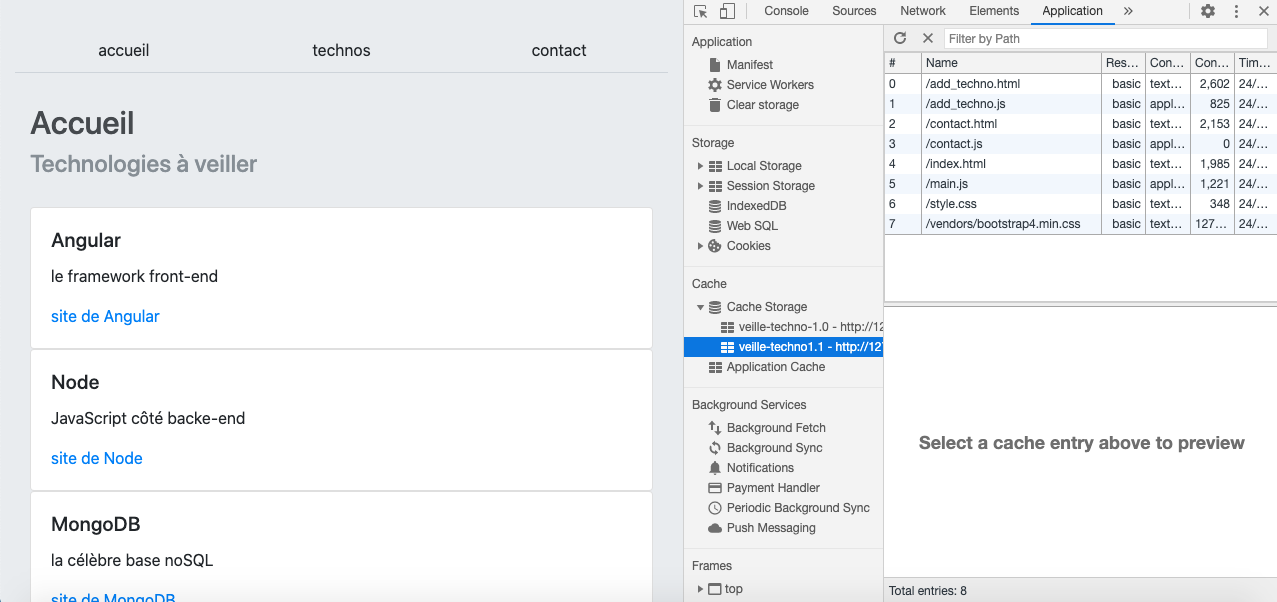 accueil technos contact
Accueil
Technologies à veiller
Angular
le framework front-end
site de Angular
Node
JavaScript côté backe-end
site de Node
MongoDB
la célèbre base noSQL
site de MongoDB
Console Sources Network Elements Application »
Application
Manifest
Service Workers
Clear storage
Storage
Local Storage
Session Storage
IndexedDB
Web SQL
Cookies
Cache
Cache Storage
veille-techno-1.0 - http://12
veille-techno1.1 - http://127
Application Cache
Background Services
Background Fetch
Background Sync
Notifications
Payment Handler
Periodic Background Sync
Push Messaging
Frames
top
Filter by Path
# Name Res... Con... Con... Tim...
0 /add_techno.html basic text... 2,602 24/...
1 /add_techno.js basic appl... 825 24/...
2 /contact.html basic text... 2,153 24/...
3 /contact.js basic appl... 0 24/...
4 /index.html basic text... 1,985 24/...
5 /main.js basic appl... 1,221 24/...
6 /style.css basic text... 348 24/...
7 /vendors/bootstrap4.min.css basic text... 127... 24/...
Select a cache entry above to preview
Total entries: 8